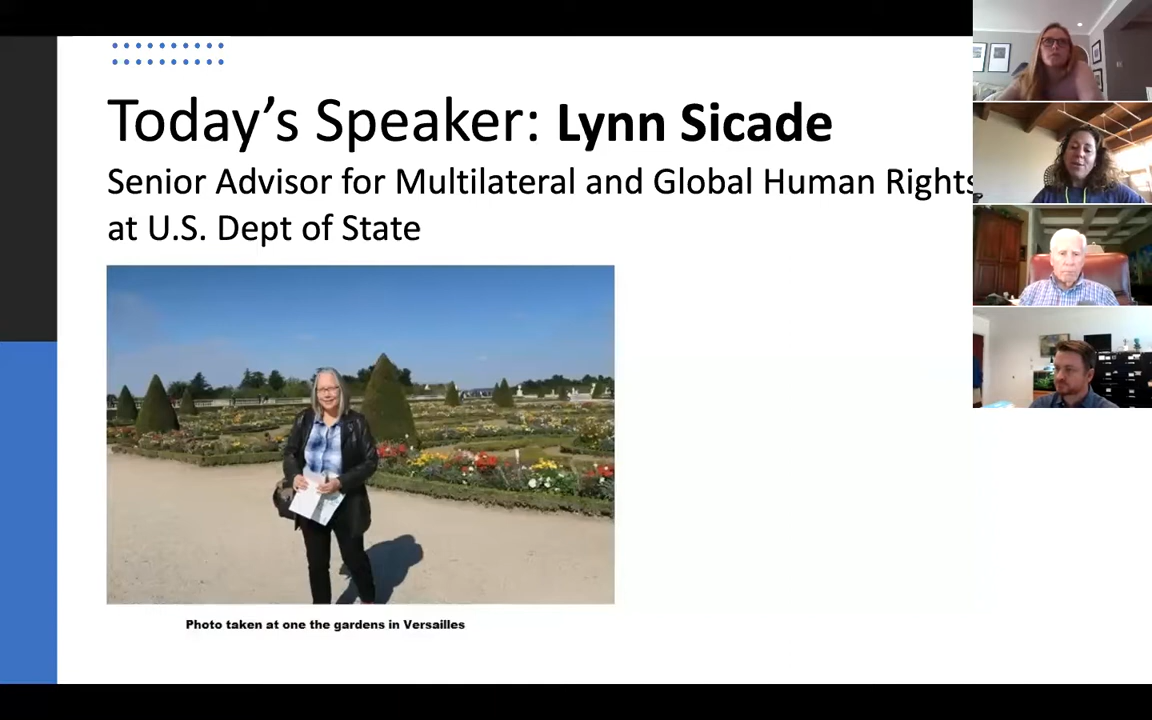 Today's Speaker: Lynn Sicade
Senior Advisor for Multilateral and Global Human Rights
at U.S. Dept of State
Photo taken at one the gardens in Versailles